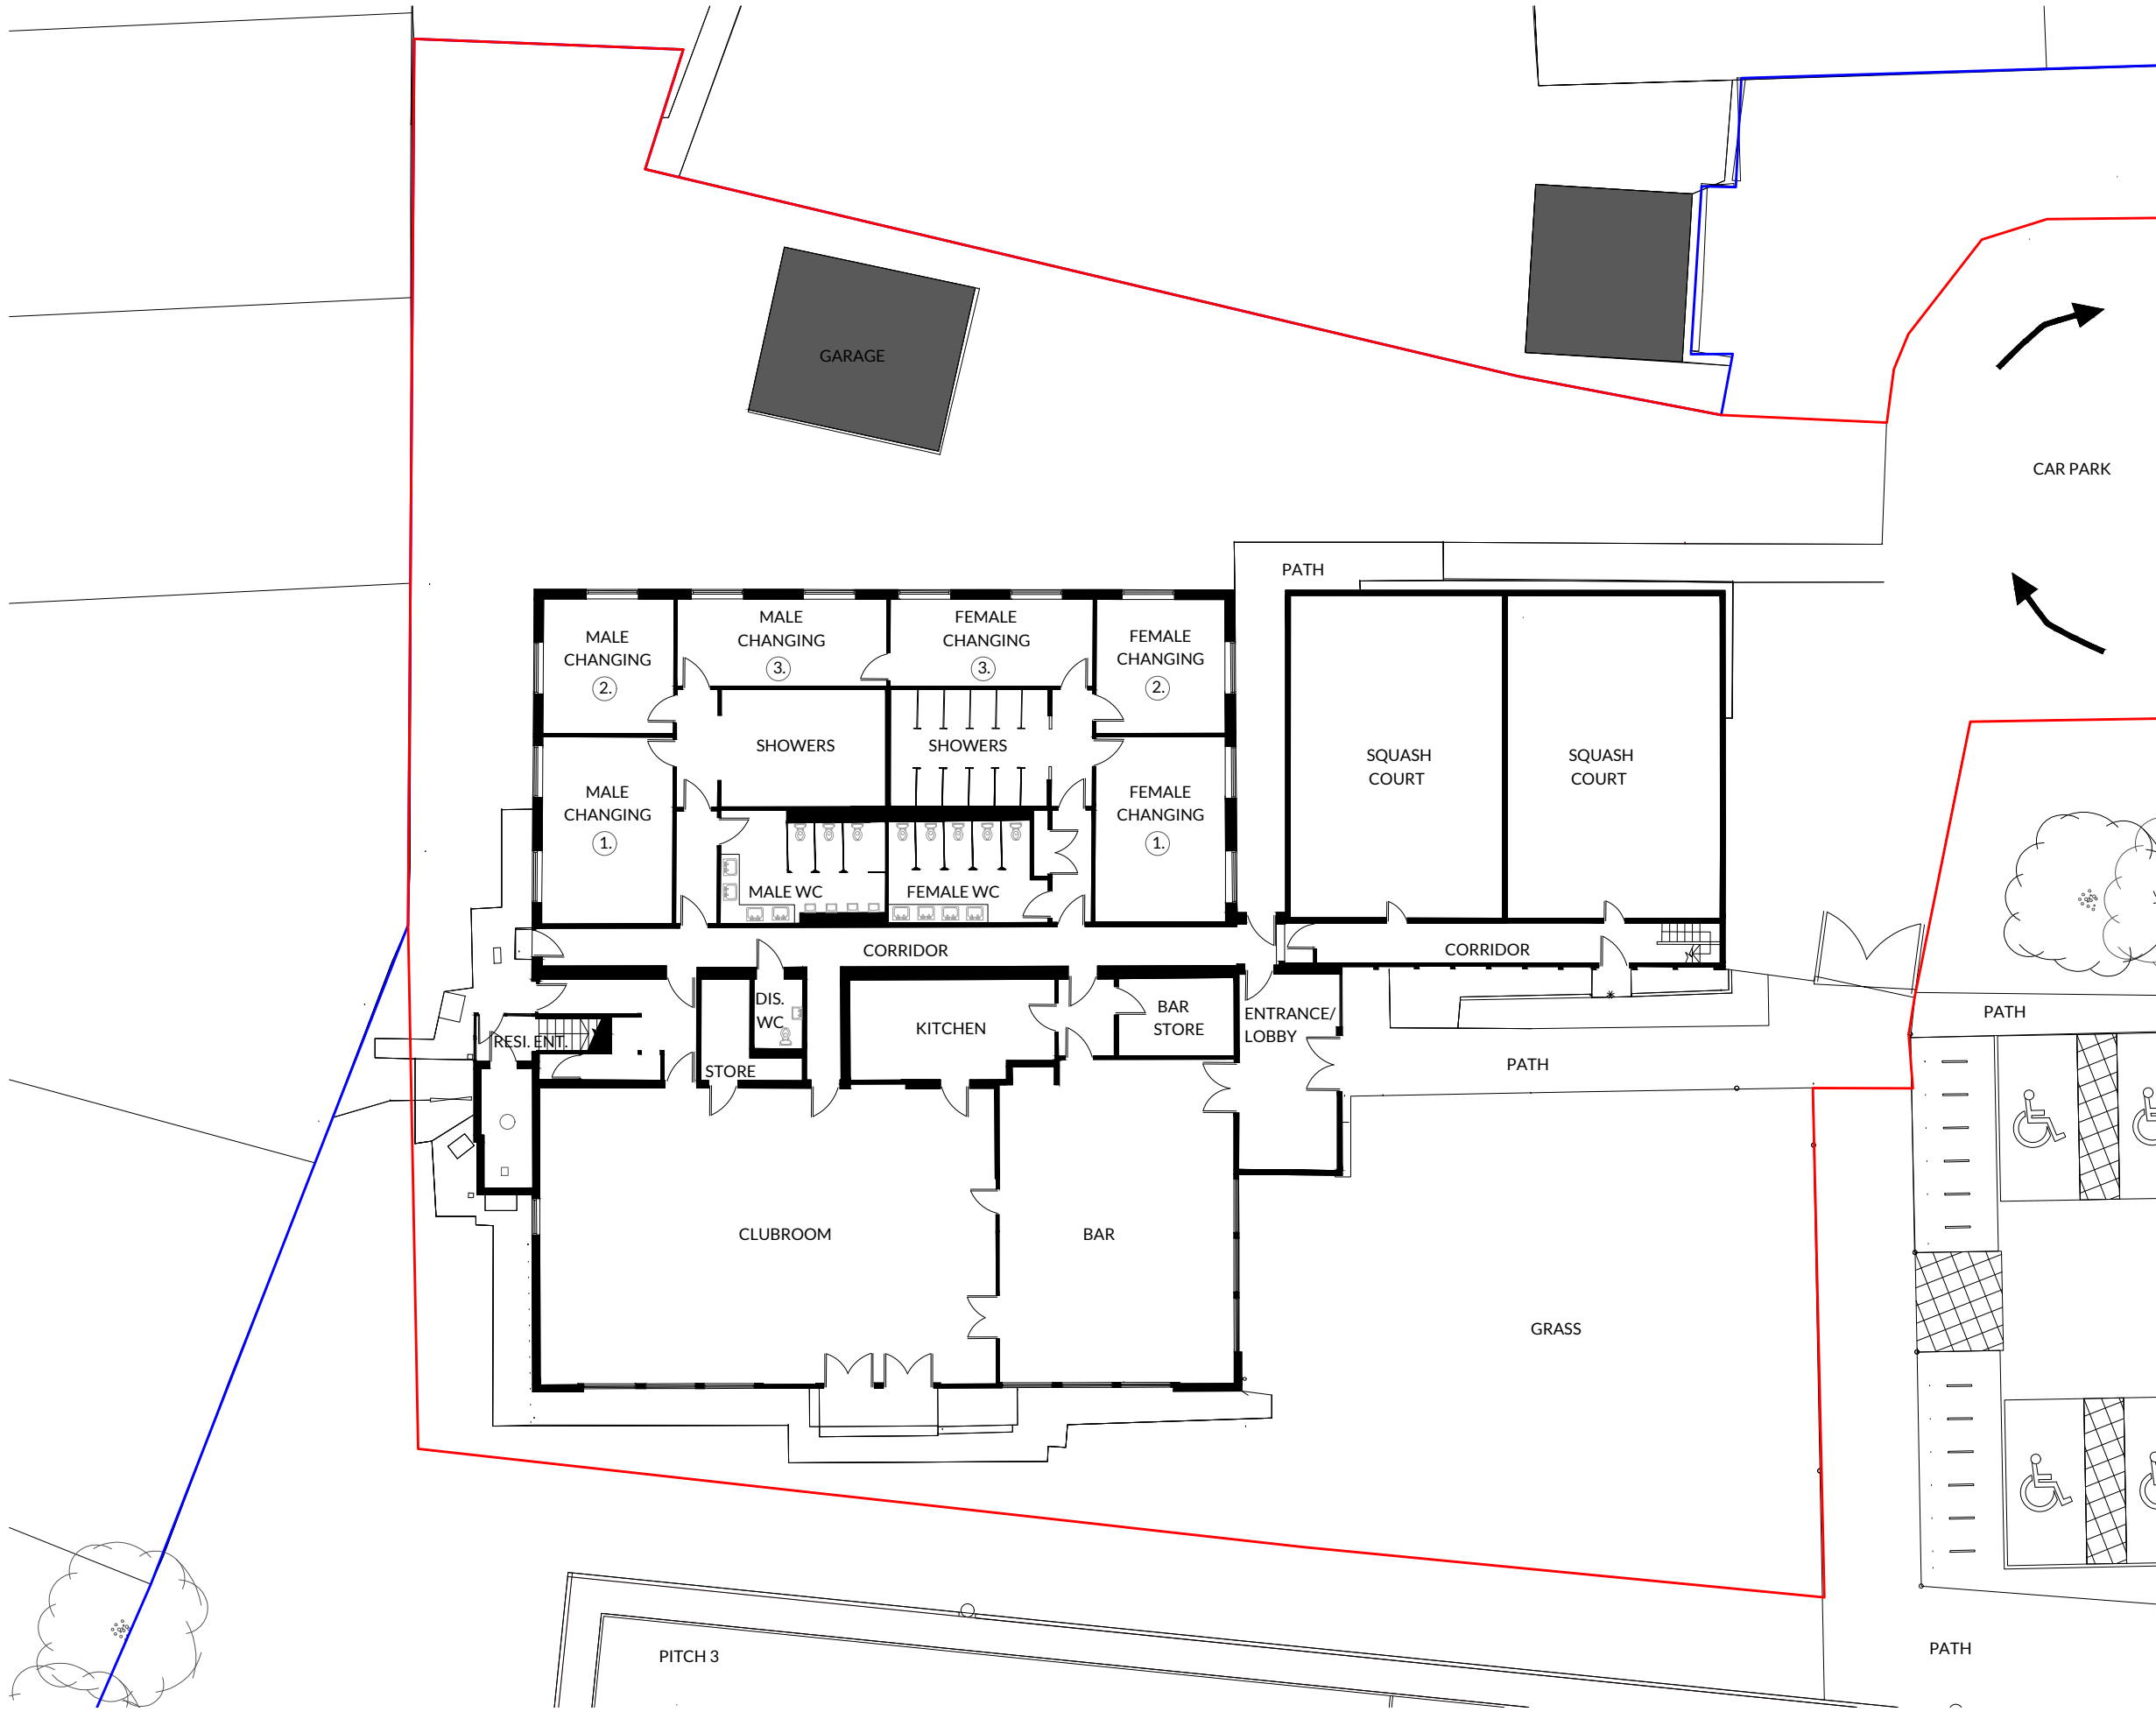 GARAGE
CAR PARK
PATH
MALE
CHANGING
2.
MALE
CHANGING
3.
FEMALE
CHANGING
3.
FEMALE
CHANGING
2.
SHOWERS
SHOWERS
SQUASH
COURT
SQUASH
COURT
MALE
CHANGING
1.
FEMALE
CHANGING
1.
MALE WC
FEMALE WC
CORRIDOR
CORRIDOR
DIS.
WC
KITCHEN
BAR
STORE
ENTRANCE/
LOBBY
PATH
RESI. ENT.
STORE
PATH
CLUBROOM
BAR
GRASS
PITCH 3
PATH